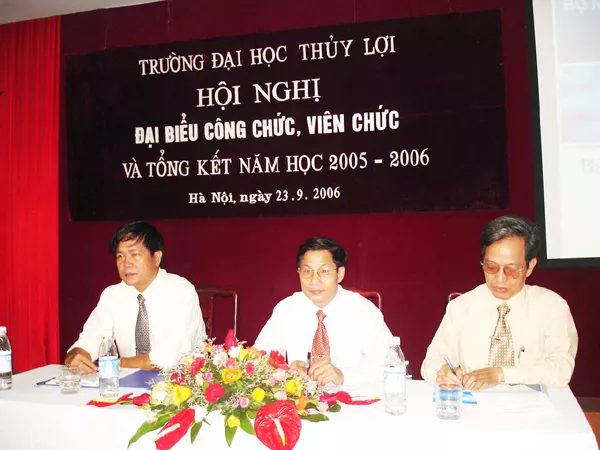 TRƯỜNG ĐẠI HỌC THỦY LỢI
HỘI NGHỊ
ĐẠI BIỂU CÔNG CHỨC, VIÊN CHỨC
VÀ TỔNG KẾT NĂM HỌC 2005 - 2006
Hà Nội, ngày 23.9.2006